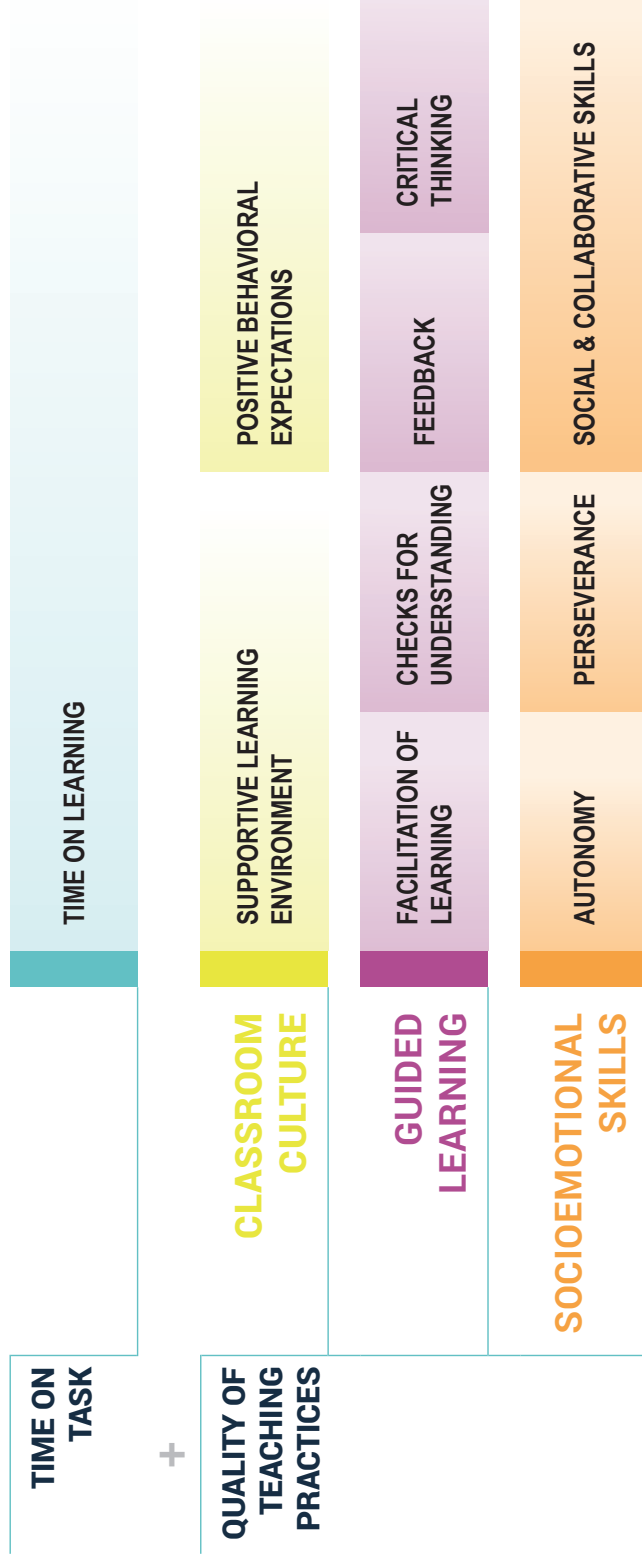 TIME ON
TASK
TIME ON LEARNING
+
QUALITY OF
TEACHING
PRACTICES
CLASSROOM
CULTURE
SUPPORTIVE LEARNING
ENVIRONMENT
POSITIVE BEHAVIORAL
EXPECTATIONS
GUIDED
LEARNING
FACILITATION OF
LEARNING
CHECKS FOR
UNDERSTANDING
FEEDBACK
CRITICAL
THINKING
SOCIOEMOTIONAL
SKILLS
AUTONOMY
PERSEVERANCE
SOCIAL & COLLABORATIVE SKILLS